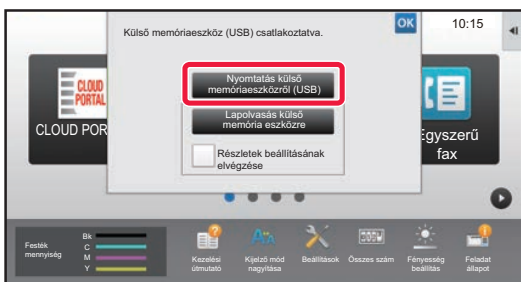 Külső memóriaeszköz (USB) csatlakoztatva.
OK
10:15
Nyomtatás külső
memóriaeszközről (USB)
Lapolvasás külső
memória eszközre
Részletek beállításának
elvégzése
CLOUD
PORTAL
CLOUD POR
Egyszerű
fax
Festék
mennyiség
Bk
C
M
Y
Kezelési
útmutató
Kijelző mód
nagyítása
Beállítások
Összes szám
Fényesség
beállítás
Feladat
állapot